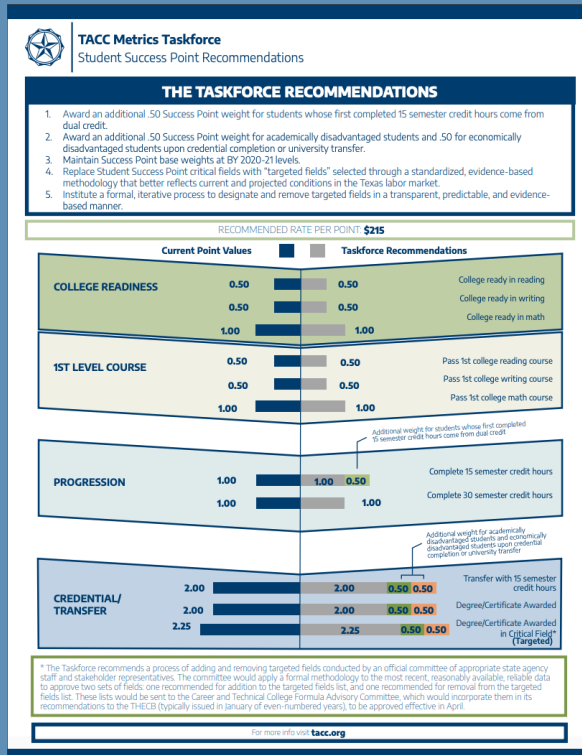 TACC Metrics Taskforce
Student Success Point Recommendations
THE TASKFORCE RECOMMENDATIONS
1. Award an additional .50 Success Point weight for students whose first completed 15 semester credit hours come from
dual credit.
2. Award an additional .50 Success Point weight for academically disadvantaged students and .50 for economically
disadvantaged students upon credential completion or university transfer.
3. Maintain Success Point base weights at BY 2020-21 levels.
4. Replace Student Success Point critical fields with “targeted fields” selected through a standardized, evidence-based
methodology that better reflects current and projected conditions in the Texas labor market.
5. Institute a formal, iterative process to designate and remove targeted fields in a transparent, predictable, and evidence-
based manner.
RECOMMENDED RATE PER POINT: $215
Current Point Values Taskforce Recommendations
COLLEGE READINESS
0.50 0.50 College ready in reading
0.50 0.50 College ready in writing
1.00 1.00 College ready in math
1ST LEVEL COURSE
0.50 0.50 Pass 1st college reading course
0.50 0.50 Pass 1st college writing course
1.00 1.00 Pass 1st college math course
Additional weight for students whose first completed
15 semester credit hours come from dual credit
PROGRESSION
1.00 1.00 0.50 Complete 15 semester credit hours
1.00 1.00 Complete 30 semester credit hours
Additional weight for academically
disadvantaged students and economically
disadvantaged students upon credential
completion or university transfer
CREDENTIAL/
TRANSFER
2.00 2.00 0.50 0.50 Transfer with 15 semester
credit hours
2.00 2.00 0.50 0.50 Degree/Certificate Awarded
2.25 2.25 0.50 0.50 Degree/Certificate Awarded
in Critical Field*
(Targeted)
* The Taskforce recommends a process of adding and removing targeted fields conducted by an official committee of appropriate state agency
staff and stakeholder representatives. The committee would apply a formal methodology to the most recent, reasonably available, reliable data
to approve two sets of fields: one recommended for addition to the targeted fields list, and one recommended for removal from the targeted
fields list. These lists would be sent to the Career and Technical College Formula Advisory Committee, which would incorporate them in its
recommendations to the THECB (typically issued in January of even-numbered years), to be approved effective in April.
For more info visit tacc.org